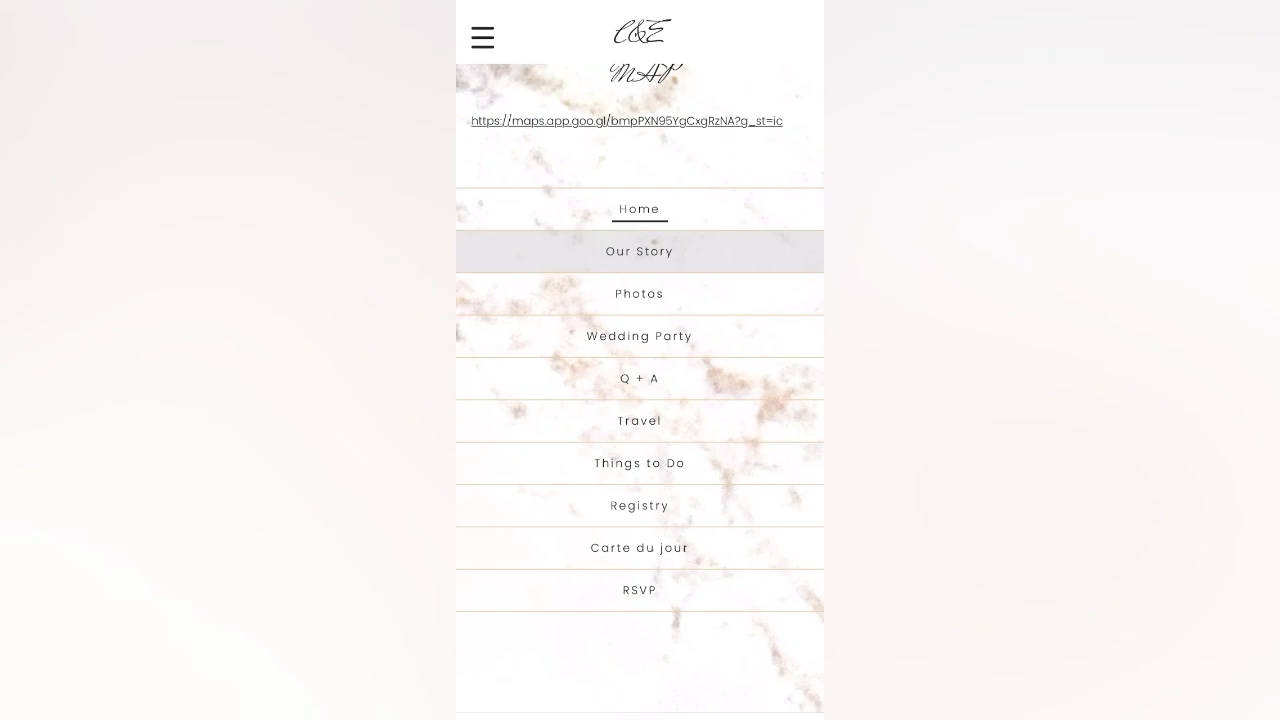 C&E
MAP
https://maps.app.goo.gl/bmpPXN95YgCxgRzNA?g_st=ic
Home
Our Story
Photos
Wedding Party
Q + A
Travel
Things to Do
Registry
Carte du jour
RSVP